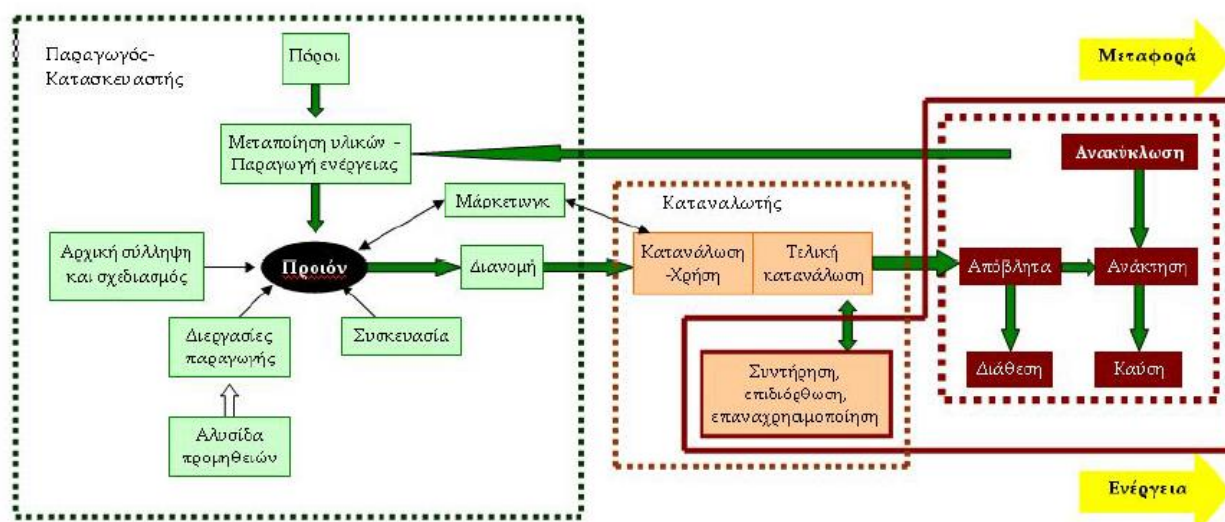 Παραγωγός-
Κατασκευαστής
Πόροι
Μεταφορά
Μεταποίηση υλικών -
Παραγωγή ενέργειας
Ανακύκλωση
Μάρκετινγκ
Καταναλωτής
Αρχική σύλληψη
και σχεδιασμός
Προιόν
Διανομή
Κατανάλωση
-Χρήση
Τελική
κατανάλωση
Απόβλητα
Ανάκτηση
Διεργασίες
παραγωγής
Συσκευασία
Συντήρηση,
επιδιόρθωση,
επαναχρησιμοποίηση
Διάθεση
Καύση
Αλυσίδα
προμηθειών
Ενέργεια